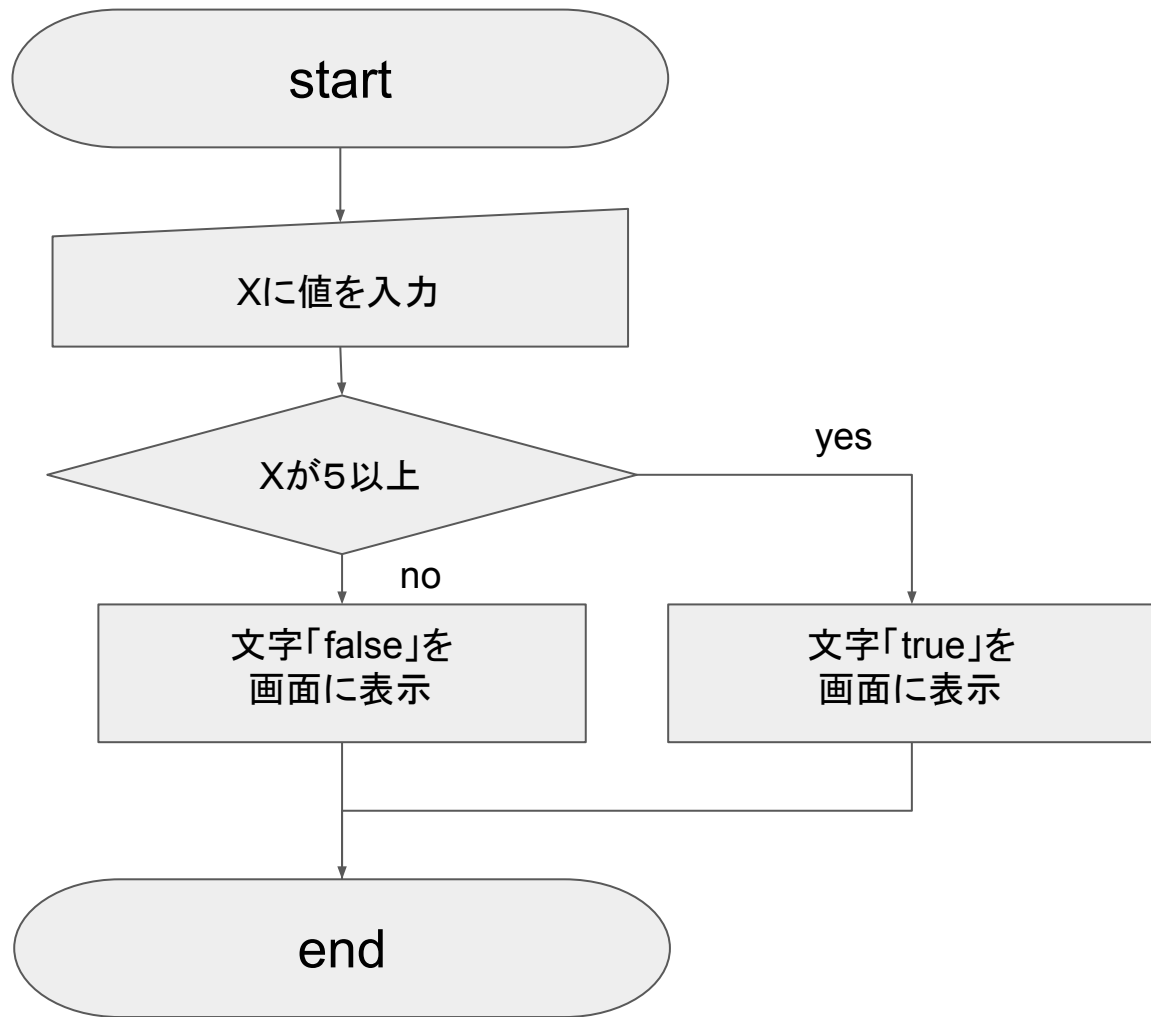 start
Xに値を入力
Xが５以上
yes
no
文字「false」を
画面に表示
文字「true」を
画面に表示
end